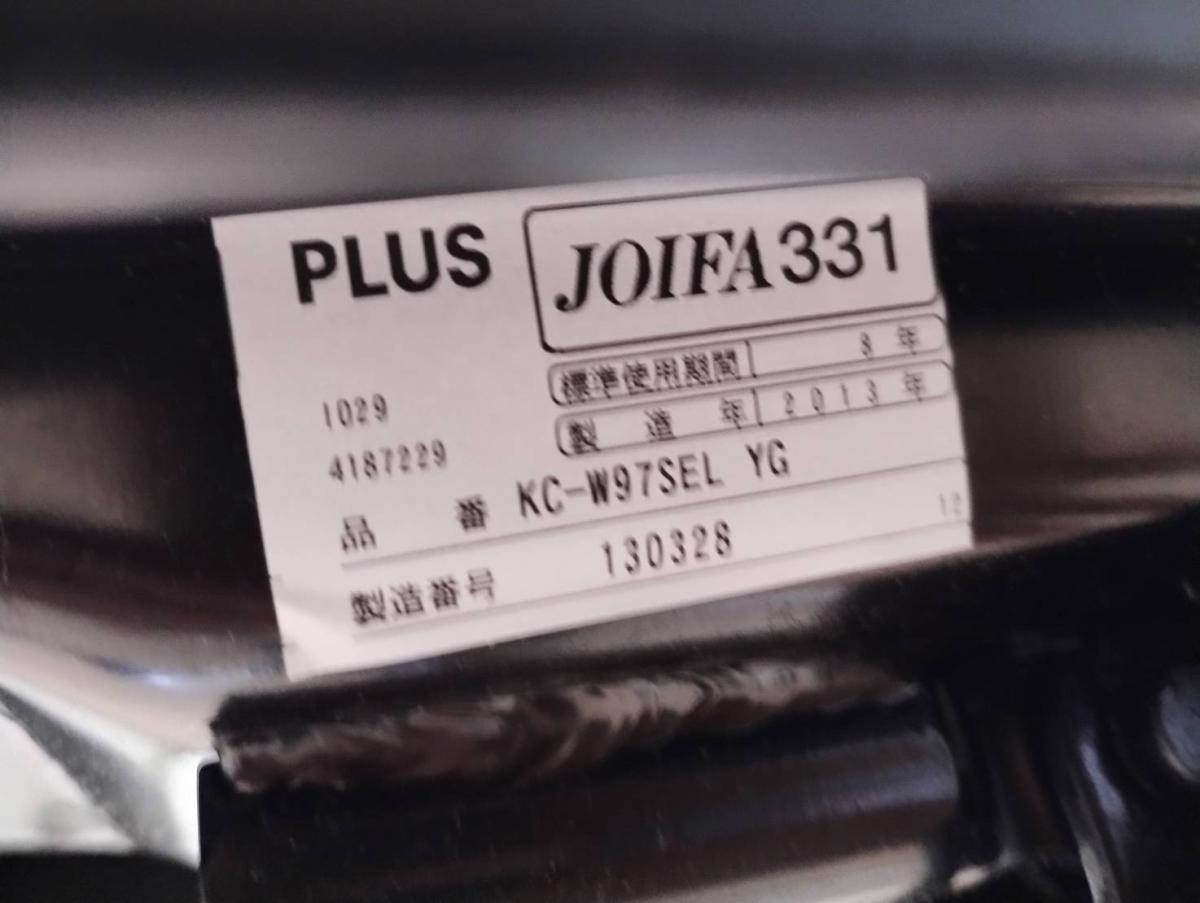 PLUS
JOIFA331
標準使用期間 8年
製造年 2013年
1029
4187229
品番 KC-W97SEL YG
12
製造番号 130328